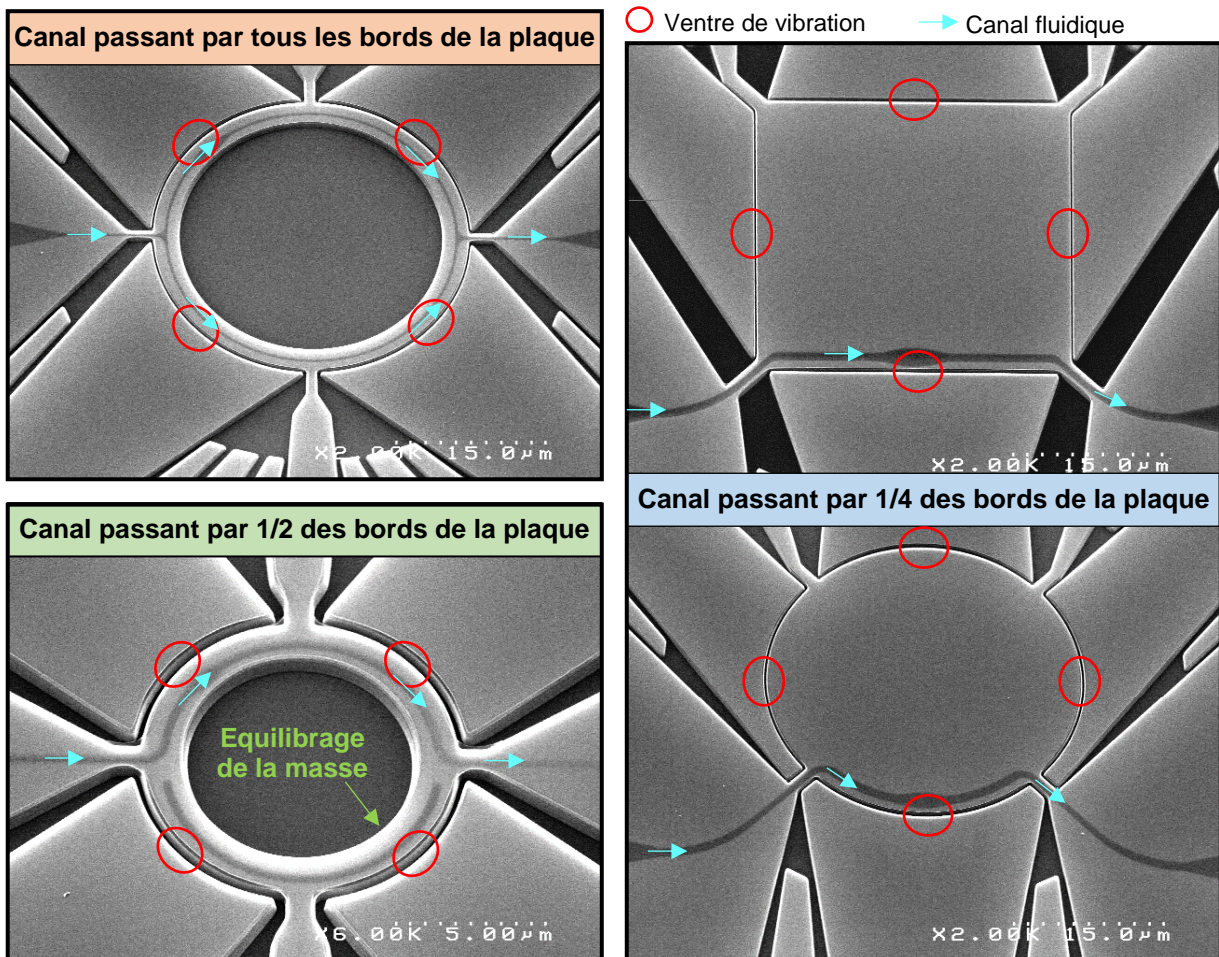 Canal passant par tous les bords de la plaque
X2.00K 15.0µm
Ventre de vibration
Canal fluidique
X2.00K 15.0µm
Canal passant par 1/2 des bords de la plaque
Equilibrage
de la masse
X6.00K 5.00µm
Canal passant par 1/4 des bords de la plaque
X2.00K 15.0µm